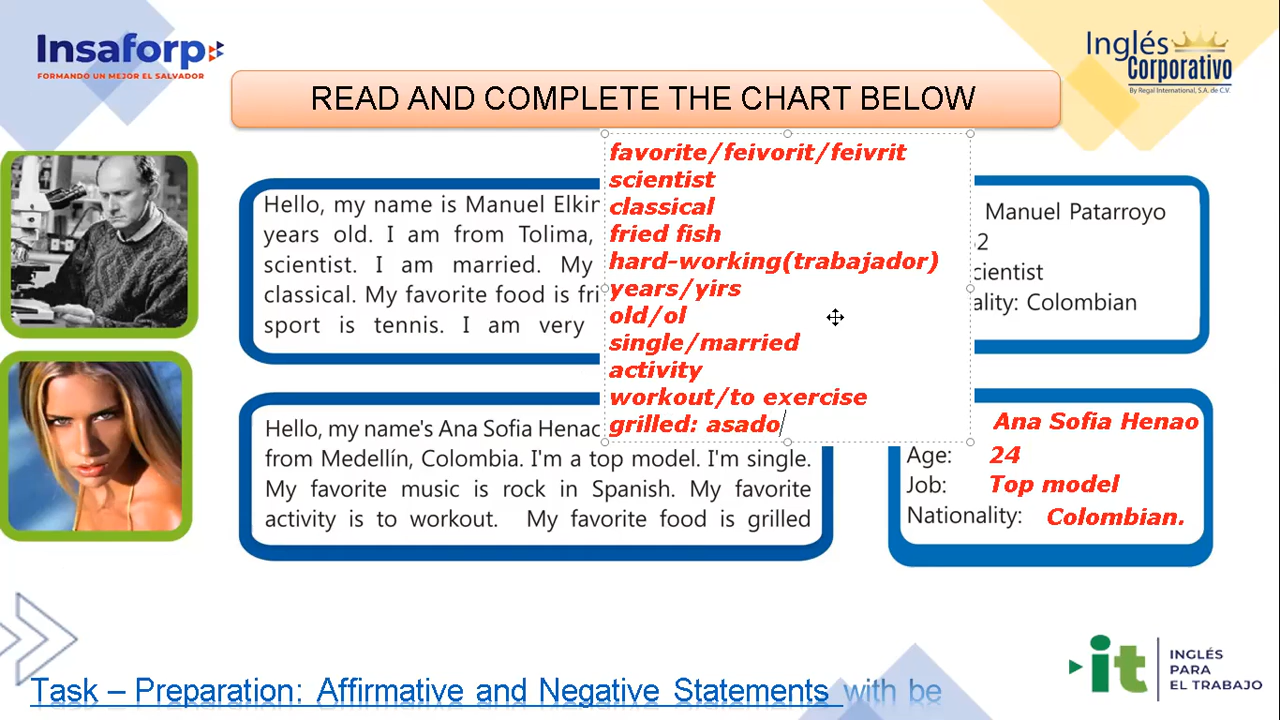 Insaforp
FORMANDO UN MEJOR EL SALVADOR
Inglés
Corporativo
By Regal International, S.A. de C.V.
READ AND COMPLETE THE CHART BELOW
Hello, my name is Manuel Elkin
years old. I am from Tolima,
scientist. I am married. My
classical. My favorite food is fri
sport is tennis. I am very
favorite/feivorit/feivrit
scientist
classical
fried fish
hard-working(trabajador)
years/yirs
old/ol
single/married
activity
workout/to exercise
grilled: asado
Manuel Patarroyo
2
cientist
ality: Colombian
Hello, my name's Ana Sofia Henao
from Medellín, Colombia. I'm a top model. I'm single.
My favorite music is rock in Spanish. My favorite
activity is to workout. My favorite food is grilled
Ana Sofia Henao
Age: 24
Job: Top model
Nationality: Colombian.
Task – Preparation: Affirmative and Negative Statements with be
it
INGLÉS
PARA
EL TRABAJO